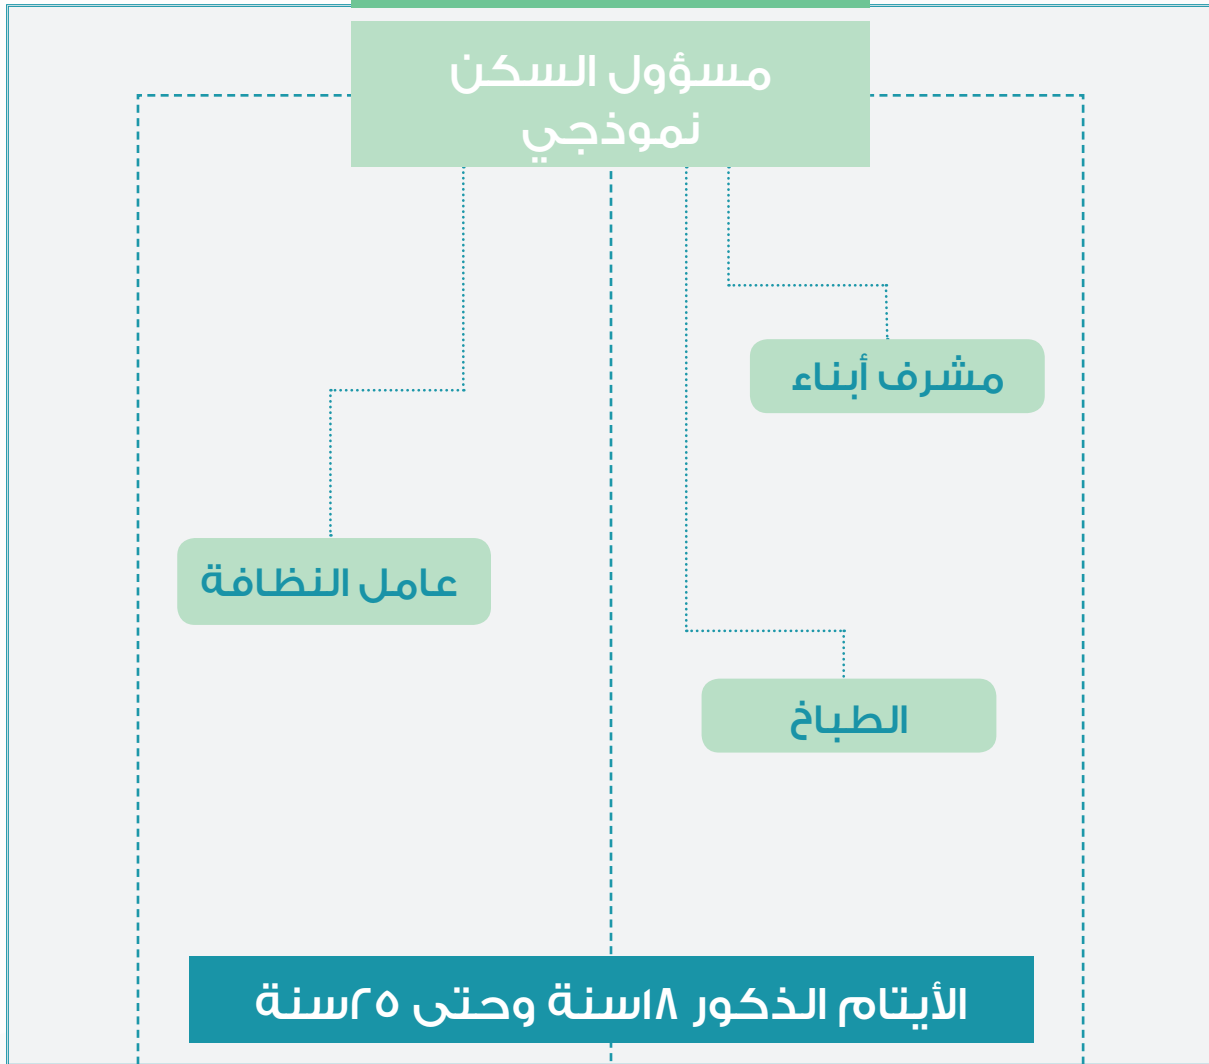 مسؤول السكن
نموذجي
مشرف أبناء
عامل النظافة
الطباخ
الأيتام الذكور ١٨سنة وحتى ٢٥سنة